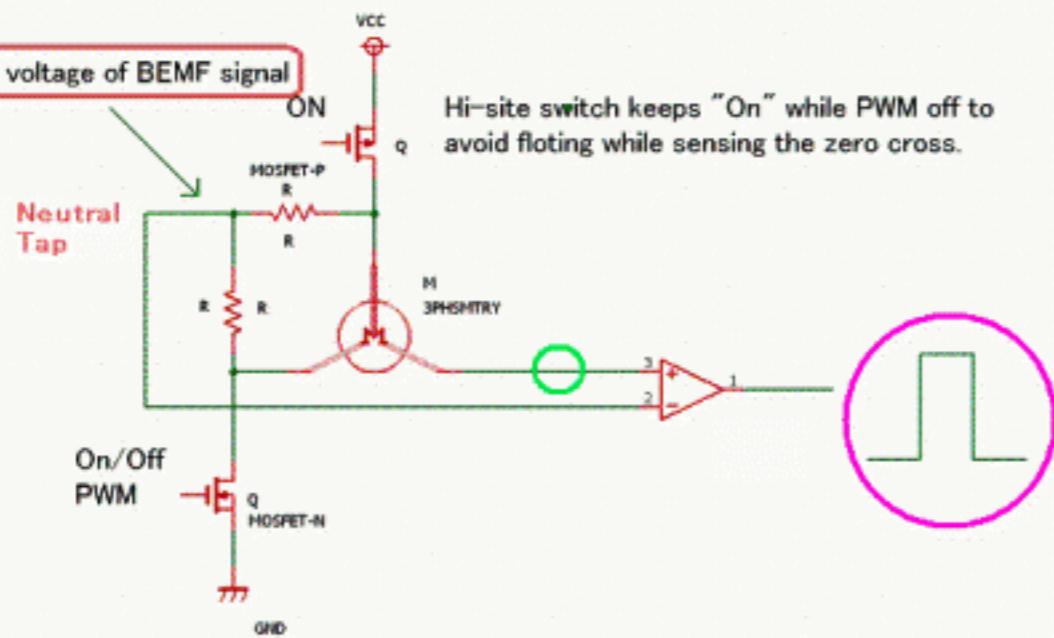 VCC
voltage of BEMF signal
ON
Hi-site switch keeps "On" while PWM off to
avoid floting while sensing the zero cross.
Q
MOSFET-P
R
R
Neutral
Tap
M
3PHSMTRY
R
R
3
1
2
On/Off
PWM
Q
MOSFET-N
GND